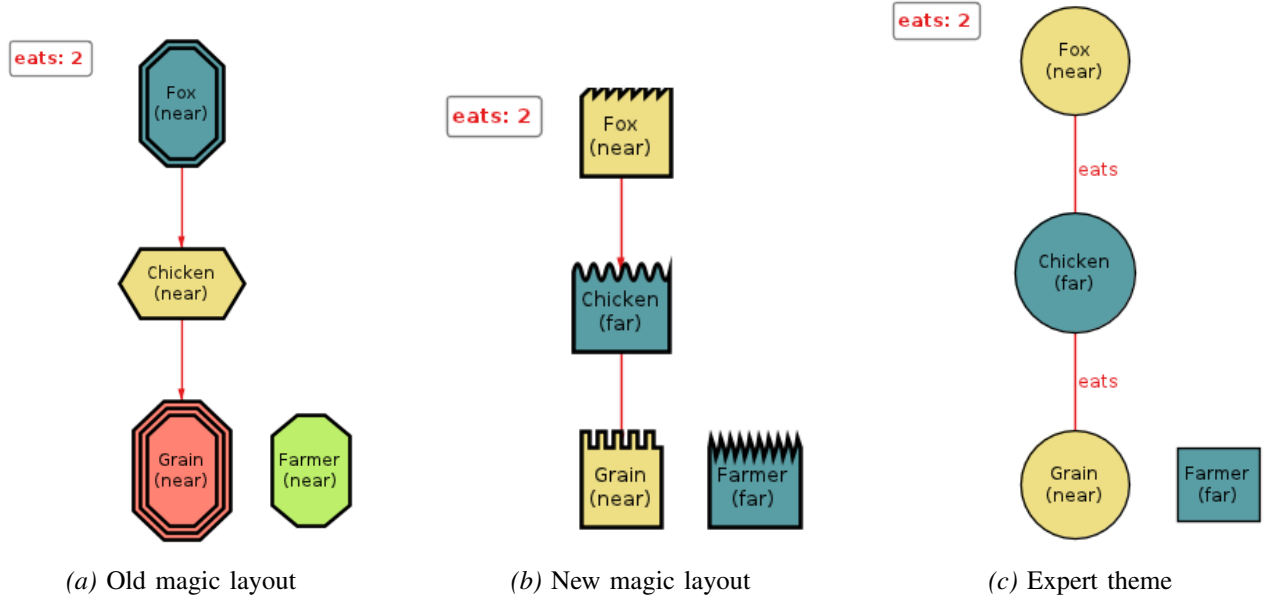 eats: 2
Fox
(near)
Chicken
(near)
Grain
(near)
Farmer
(near)
(a) Old magic layout
eats: 2
Fox
(near)
Chicken
(far)
Grain
(near)
Farmer
(far)
(b) New magic layout
eats: 2
Fox
(near)
eats
Chicken
(far)
eats
Grain
(near)
Farmer
(far)
(c) Expert theme